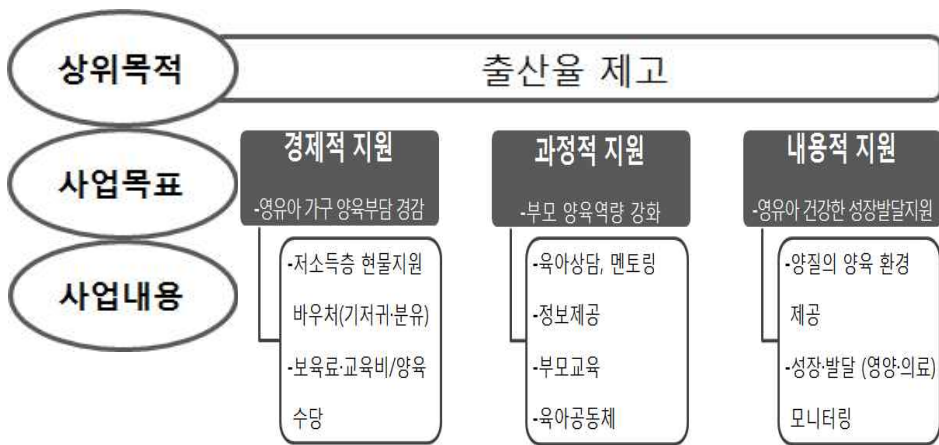 상위목적
출산율 제고
사업목표
경제적 지원
-영유아 가구 양육부담 경감
과정적 지원
-부모 양육역량 강화
내용적 지원
-영유아 건강한 성장발달지원
사업내용
-저소득층 현물지원
바우처(기저귀·분유)
-보육료·교육비/양육
수당
-육아상담, 멘토링
-정보제공
-부모교육
-육아공동체
-양질의 양육 환경
제공
-성장·발달 (영양·의료)
모니터링